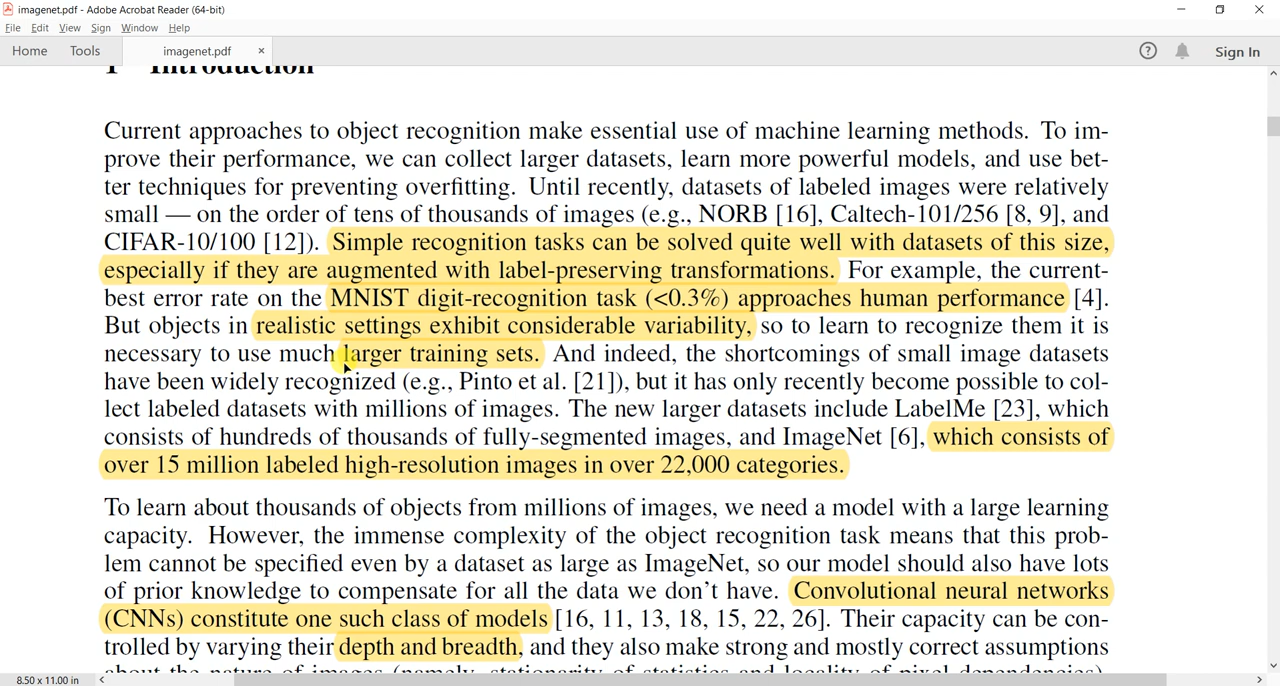 imagenet.pdf - Adobe Acrobat Reader (64-bit)
File Edit View Sign Window Help
Home Tools imagenet.pdf × ? Sign In
1 Introduction
Current approaches to object recognition make essential use of machine learning methods. To im-
prove their performance, we can collect larger datasets, learn more powerful models, and use bet-
ter techniques for preventing overfitting. Until recently, datasets of labeled images were relatively
small — on the order of tens of thousands of images (e.g., NORB [16], Caltech-101/256 [8, 9], and
CIFAR-10/100 [12]). Simple recognition tasks can be solved quite well with datasets of this size,
especially if they are augmented with label-preserving transformations. For example, the current-
best error rate on the MNIST digit-recognition task (<0.3%) approaches human performance [4].
But objects in realistic settings exhibit considerable variability, so to learn to recognize them it is
necessary to use much larger training sets. And indeed, the shortcomings of small image datasets
have been widely recognized (e.g., Pinto et al. [21]), but it has only recently become possible to col-
lect labeled datasets with millions of images. The new larger datasets include LabelMe [23], which
consists of hundreds of thousands of fully-segmented images, and ImageNet [6], which consists of
over 15 million labeled high-resolution images in over 22,000 categories.
To learn about thousands of objects from millions of images, we need a model with a large learning
capacity. However, the immense complexity of the object recognition task means that this prob-
lem cannot be specified even by a dataset as large as ImageNet, so our model should also have lots
of prior knowledge to compensate for all the data we don't have. Convolutional neural networks
(CNNs) constitute one such class of models [16, 11, 13, 18, 15, 22, 26]. Their capacity can be con-
trolled by varying their depth and breadth, and they also make strong and mostly correct assumptions
about the nature of images (namely, stationarity of statistics and locality of pixel dependencies).
8.50 x 11.00 in